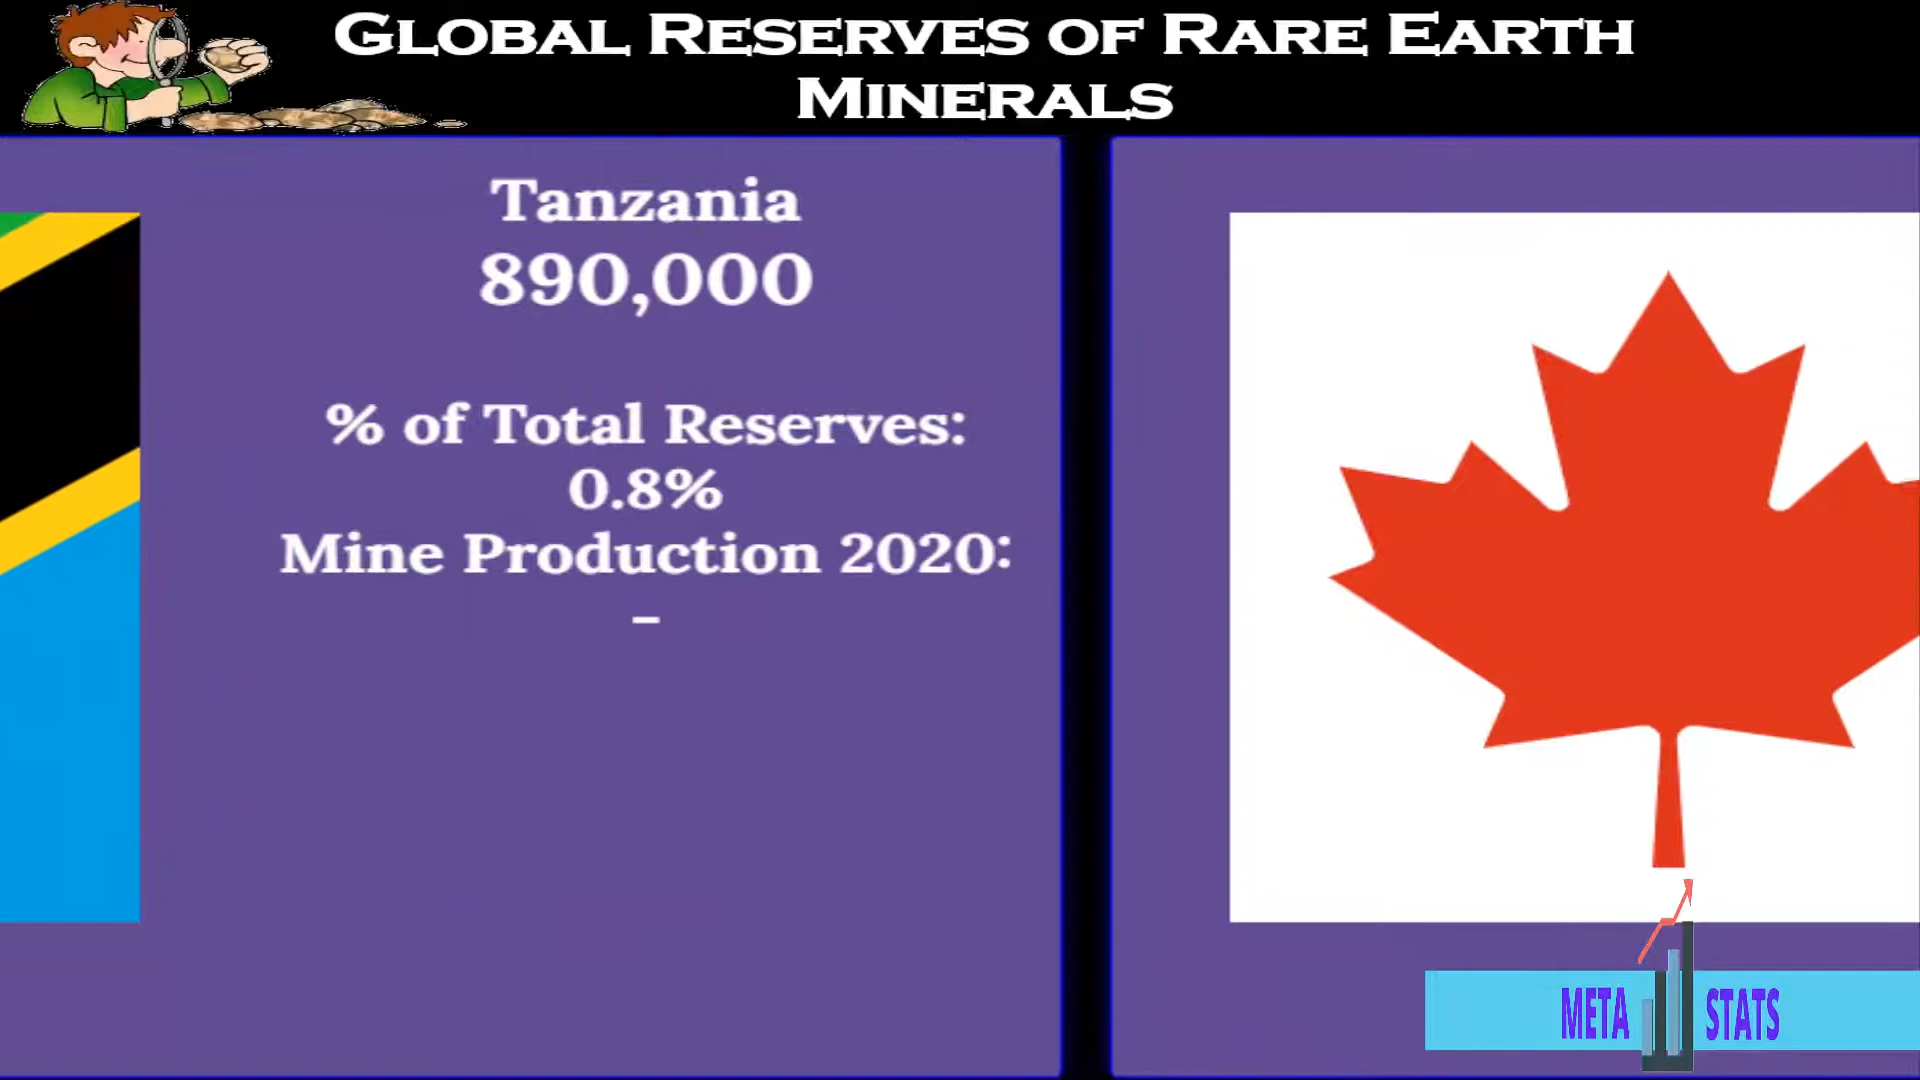 GLOBAL RESERVES OF RARE EARTH
MINERALS
Tanzania
890,000
% of Total Reserves:
0.8%
Mine Production 2020:
–
META STATS